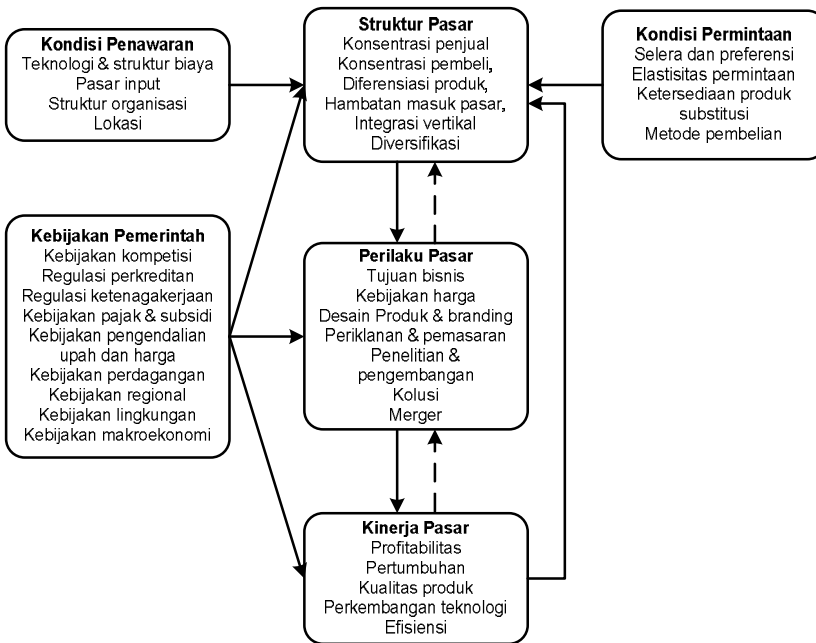 Kondisi Penawaran
Teknologi & struktur biaya
Pasar input
Struktur organisasi
Lokasi
Struktur Pasar
Konsentrasi penjual
Konsentrasi pembeli,
Diferensiasi produk,
Hambatan masuk pasar,
Integrasi vertikal
Diversifikasi
Kondisi Permintaan
Selera dan preferensi
Elastisitas permintaan
Ketersediaan produk
substitusi
Metode pembelian
Kebijakan Pemerintah
Kebijakan kompetisi
Regulasi perkreditan
Regulasi ketenagakerjaan
Kebijakan pajak & subsidi
Kebijakan pengendalian
upah dan harga
Kebijakan perdagangan
Kebijakan regional
Kebijakan lingkungan
Kebijakan makroekonomi
Perilaku Pasar
Tujuan bisnis
Kebijakan harga
Desain Produk & branding
Periklanan & pemasaran
Penelitian &
pengembangan
Kolusi
Merger
Kinerja Pasar
Profitabilitas
Pertumbuhan
Kualitas produk
Perkembangan teknologi
Efisiensi